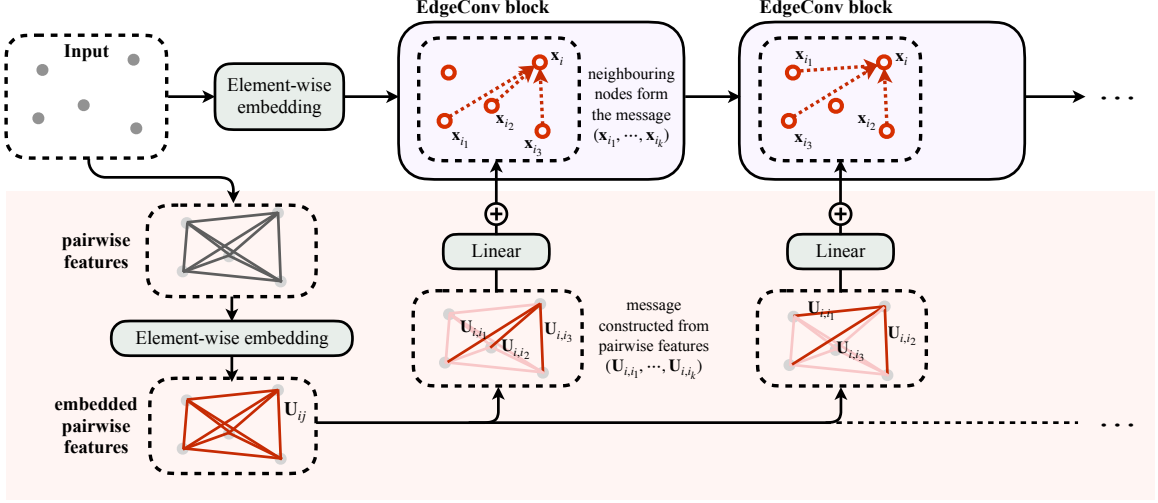 EdgeConv block
EdgeConv block
Input
Element-wise
embedding
x_i
x_{i_1}
x_{i_2}
x_{i_3}
neighbouring
nodes form
the message
(x_{i_1}, ⋯, x_{i_k})
x_{i_1}
x_i
x_{i_2}
x_{i_3}
. . .
pairwise
features
Linear
Linear
Element-wise embedding
U_{i,i_1}
U_{i,i_2}
U_{i,i_3}
message
constructed from
pairwise features
(U_{i,i_1}, ⋯, U_{i,i_k})
U_{i,i_1}
U_{i,i_2}
U_{i,i_3}
embedded
pairwise
features
U_{ij}
. . .